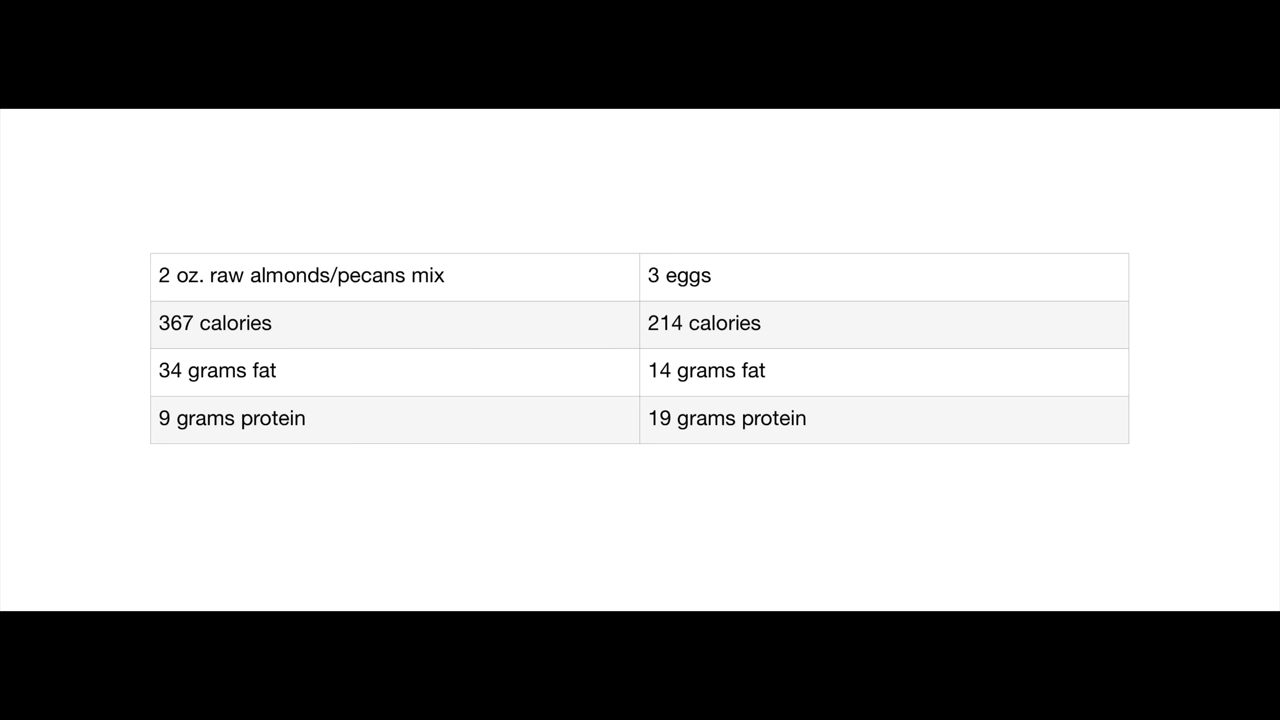 2 oz. raw almonds/pecans mix
3 eggs
367 calories
214 calories
34 grams fat
14 grams fat
9 grams protein
19 grams protein